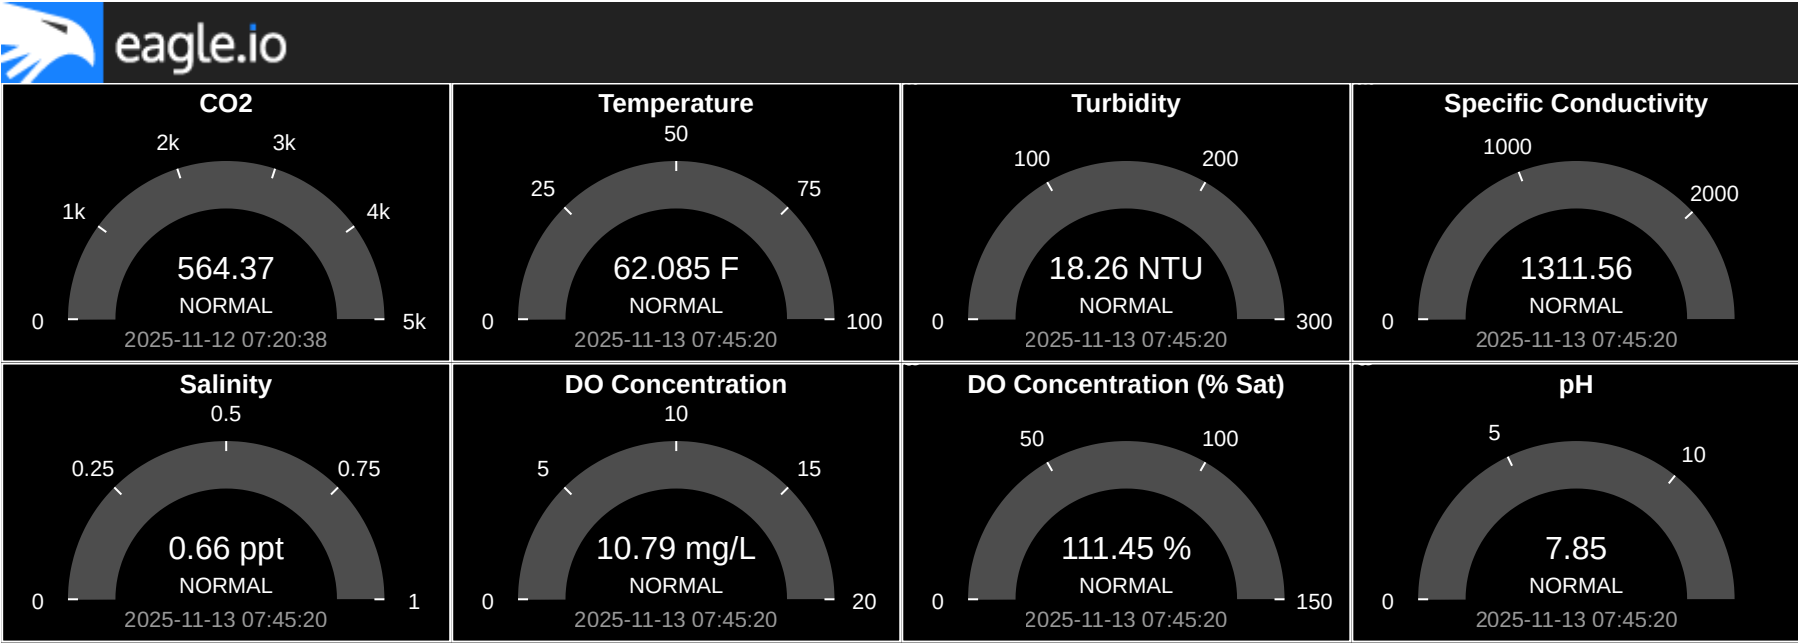 eagle.io
CO2
2k
3k
1k
4k
564.37
NORMAL
0
5k
2025-11-12 07:20:38
Temperature
50
25
75
62.085 F
NORMAL
0
100
2025-11-13 07:45:20
Turbidity
100
200
18.26 NTU
NORMAL
0
300
2025-11-13 07:45:20
Specific Conductivity
1000
2000
1311.56
NORMAL
0
2025-11-13 07:45:20
Salinity
0.5
0.25
0.75
0.66 ppt
NORMAL
0
1
2025-11-13 07:45:20
DO Concentration
10
5
15
10.79 mg/L
NORMAL
0
20
2025-11-13 07:45:20
DO Concentration (% Sat)
50
100
111.45 %
NORMAL
0
150
2025-11-13 07:45:20
pH
5
10
7.85
NORMAL
0
2025-11-13 07:45:20